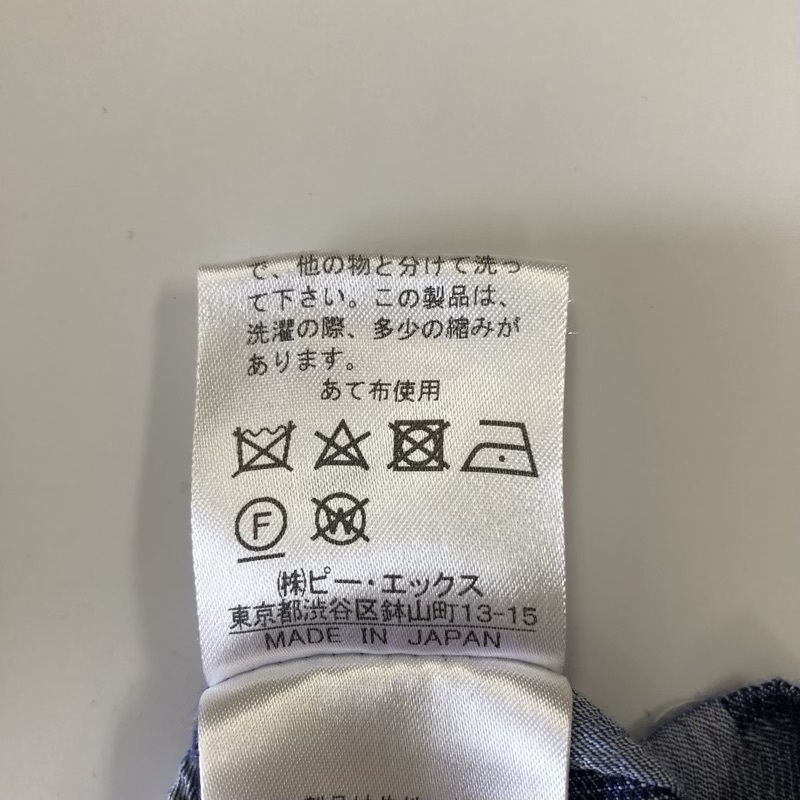 で、他の物と分けて洗っ
て下さい。この製品は、
洗濯の際、多少の縮みが
あります。
あて布使用
F W
㈱ピー・エックス
東京都渋谷区鉢山町13-15
MADE IN JAPAN